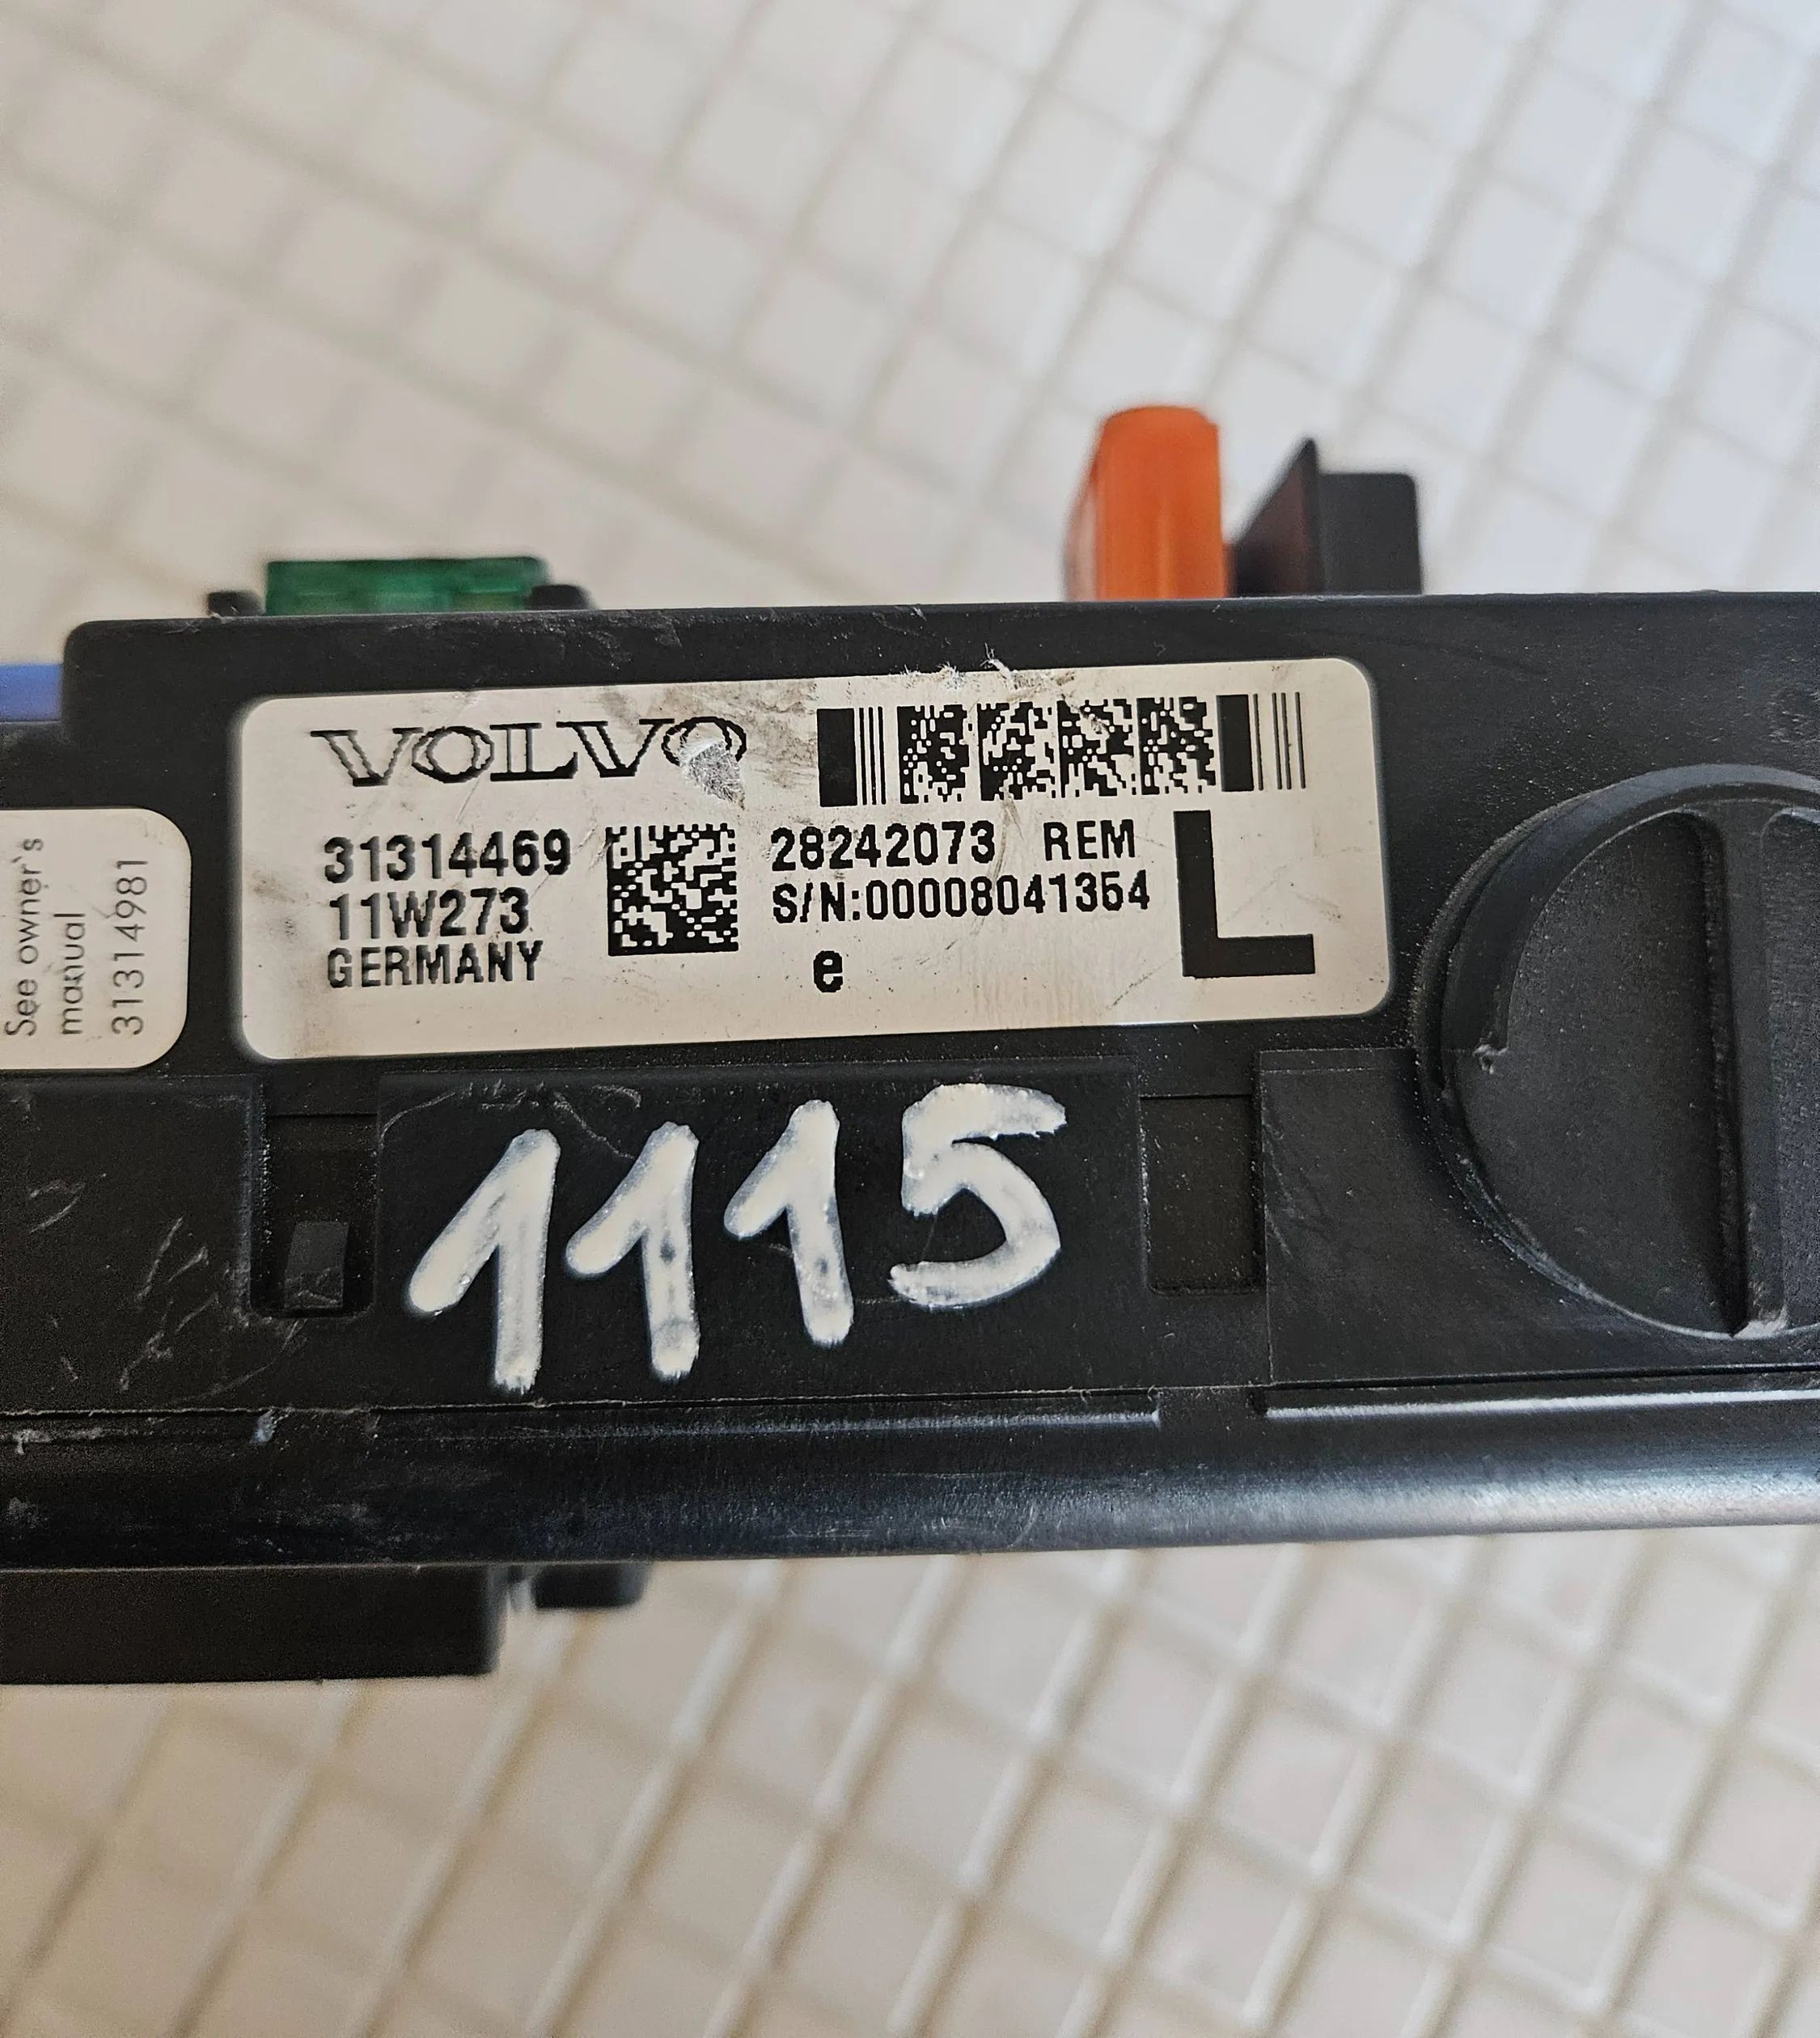 VOLVO
31314469
11W273
GERMANY
28242073 REM
S/N:00008041354
e
L
See owner`s
manual
31314981
1115